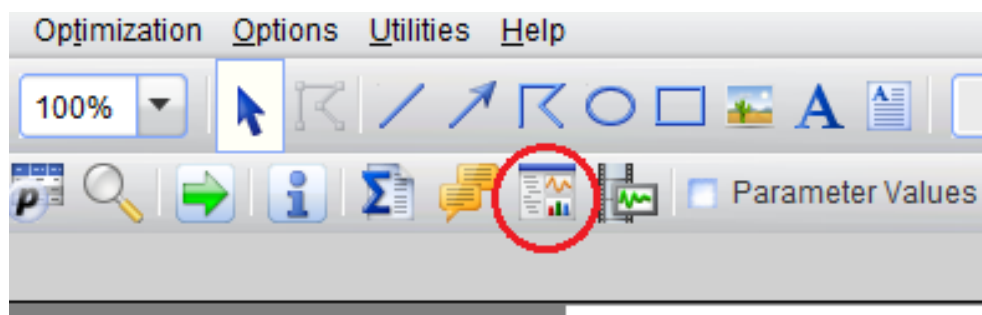 Optimization Options Utilities Help
100% A A
p i Σ Parameter Values